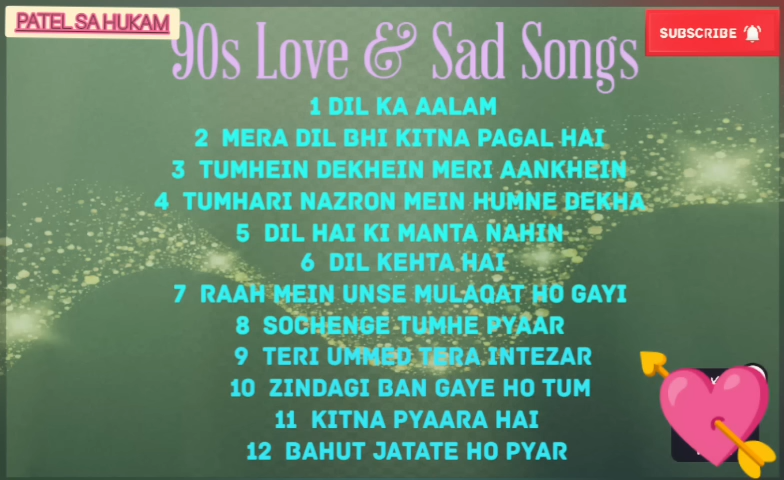 PATEL SA HUKAM
SUBSCRIBE
90s Love & Sad Songs
1 DIL KA AALAM
2 MERA DIL BHI KITNA PAGAL HAI
3 TUMHEIN DEKHEIN MERI AANKHEIN
4 TUMHARI NAZRON MEIN HUMNE DEKHA
5 DIL HAI KI MANTA NAHIN
6 DIL KEHTA HAI
7 RAAH MEIN UNSE MULAQAT HO GAYI
8 SOCHENGE TUMHE PYAAR
9 TERI UMMED TERA INTEZAR
10 ZINDAGI BAN GAYE HO TUM
11 KITNA PYAARA HAI
12 BAHUT JATATE HO PYAR